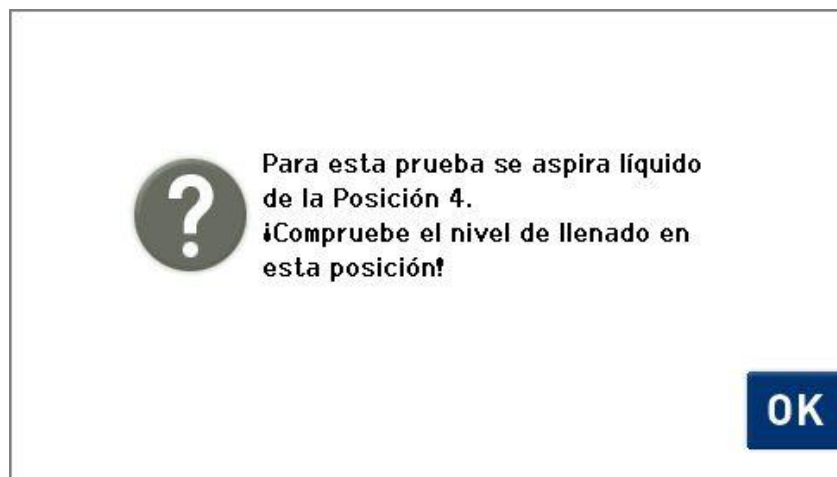 Para esta prueba se aspira líquido
de la Posición 4.
¡Compruebe el nivel de llenado en
esta posición!
OK